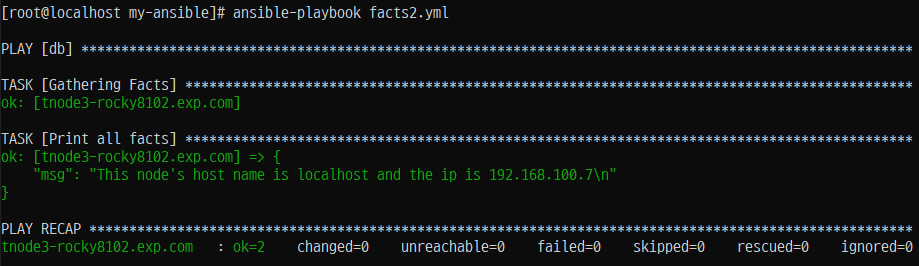 [root@localhost my-ansible]# ansible-playbook facts2.yml
PLAY [db] *******************************************************************************************************
TASK [Gathering Facts] ******************************************************************************************
ok: [tnode3-rocky8102.exp.com]
TASK [Print all facts] ******************************************************************************************
ok: [tnode3-rocky8102.exp.com] => {
    "msg": "This node's host name is localhost and the ip is 192.168.100.7\n"
}
PLAY RECAP ******************************************************************************************************
tnode3-rocky8102.exp.com   : ok=2    changed=0    unreachable=0    failed=0    skipped=0    rescued=0    ignored=0